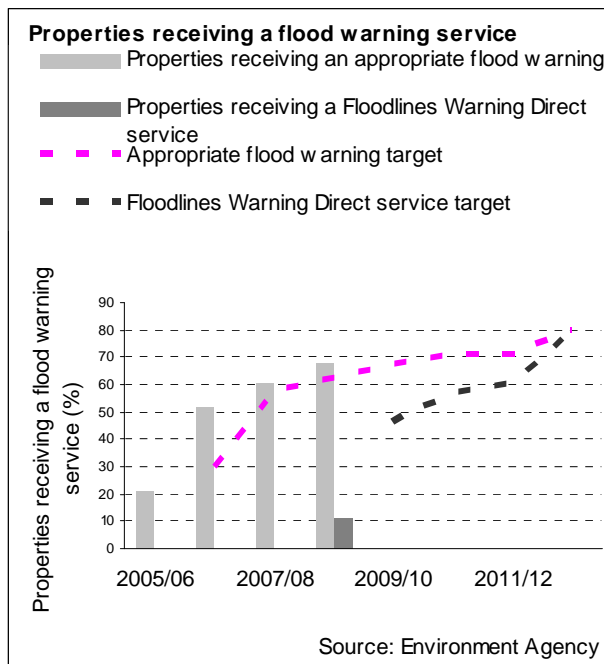 Properties receiving a flood warning service
Properties receiving an appropriate flood warning
Properties receiving a Floodlines Warning Direct
service
Appropriate flood warning target
Floodlines Warning Direct service target
Properties receiving a flood warning
service (%)
90
80
70
60
50
40
30
20
10
0
2005/06 2007/08 2009/10 2011/12
Source: Environment Agency